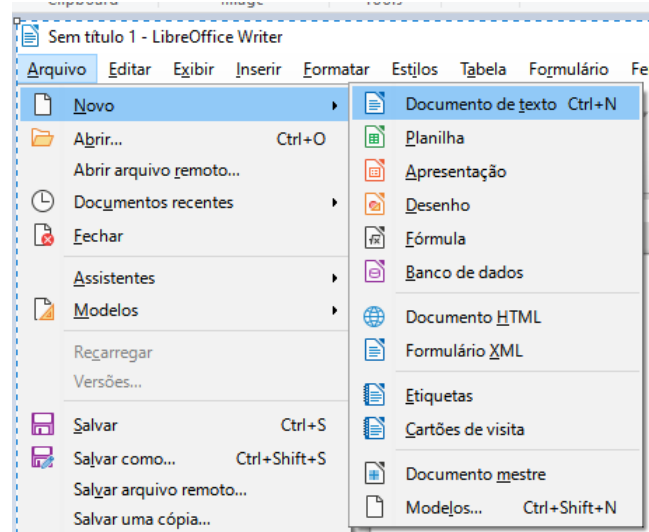 Sem título 1 - LibreOffice Writer
Arquivo Editar Exibir Inserir Formatar Estilos Tabela Formulário Fe
Novo
Abrir... Ctrl+O
Abrir arquivo remoto...
Documentos recentes
Fechar
Assistentes
Modelos
Recarregar
Versões...
Salvar Ctrl+S
Salvar como... Ctrl+Shift+S
Salvar arquivo remoto...
Salvar uma cópia...
Documento de texto Ctrl+N
Planilha
Apresentação
Desenho
Fórmula
Banco de dados
Documento HTML
Formulário XML
Etiquetas
Cartões de visita
Documento mestre
Modelos... Ctrl+Shift+N